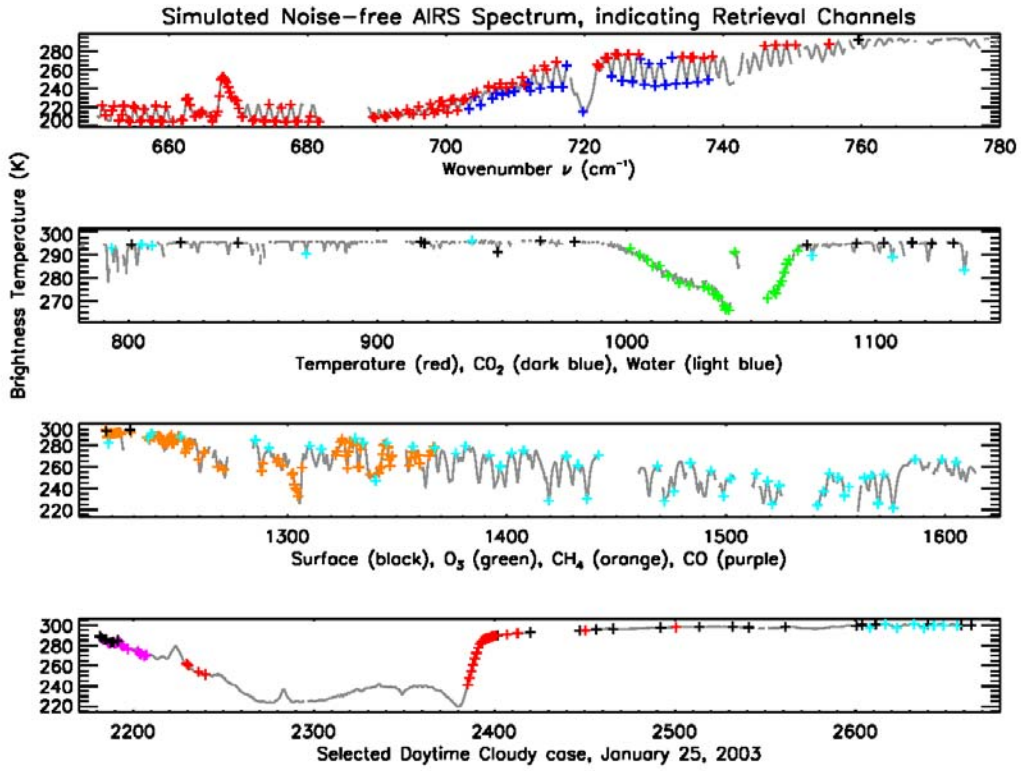 Simulated Noise-free AIRS Spectrum, indicating Retrieval Channels
Brightness Temperature (K)
280
260
240
220
200
660 680 700 720 740 760 780
Wavenumber ν (cm⁻¹)
300
290
280
270
800 900 1000 1100
Temperature (red), CO₂ (dark blue), Water (light blue)
300
280
260
240
220
1300 1400 1500 1600
Surface (black), O₃ (green), CH₄ (orange), CO (purple)
300
280
260
240
220
2200 2300 2400 2500 2600
Selected Daytime Cloudy case, January 25, 2003